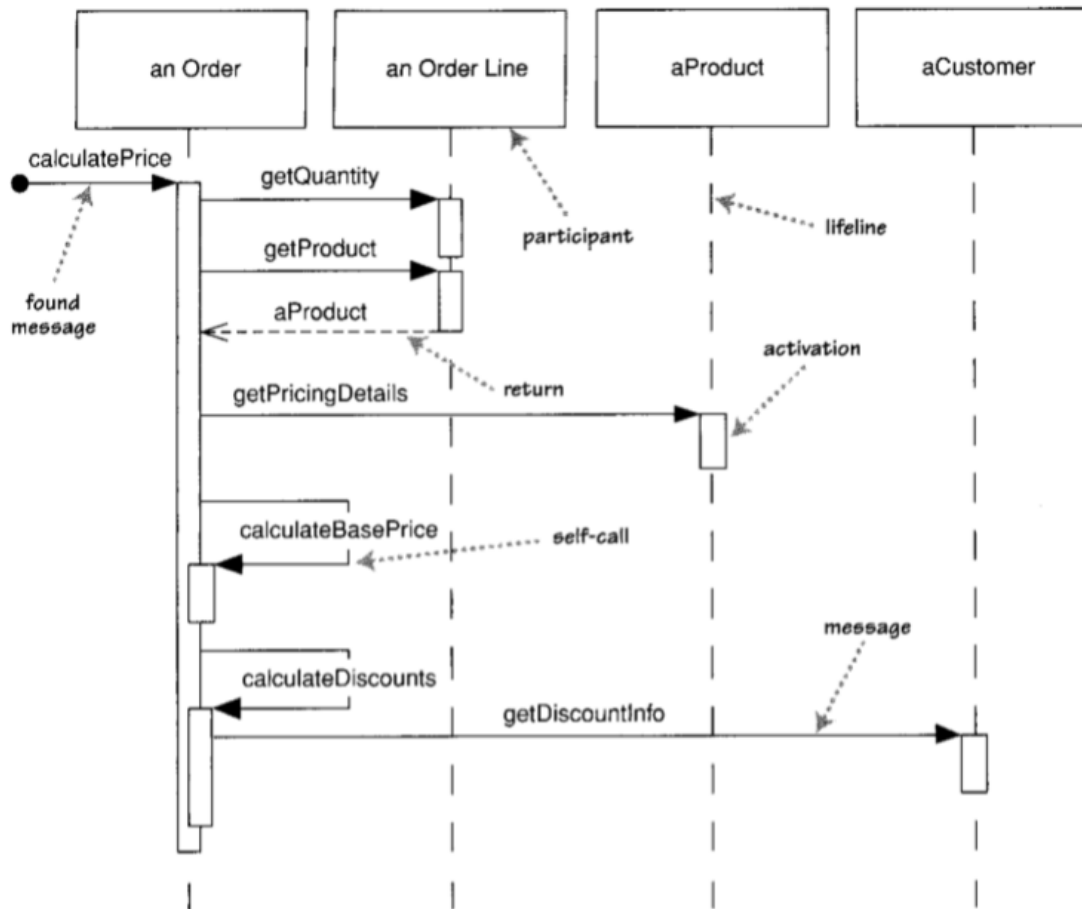 an Order
an Order Line
aProduct
aCustomer
calculatePrice
getQuantity
participant
lifeline
getProduct
found
message
aProduct
return
activation
getPricingDetails
calculateBasePrice
self-call
message
calculateDiscounts
getDiscountInfo